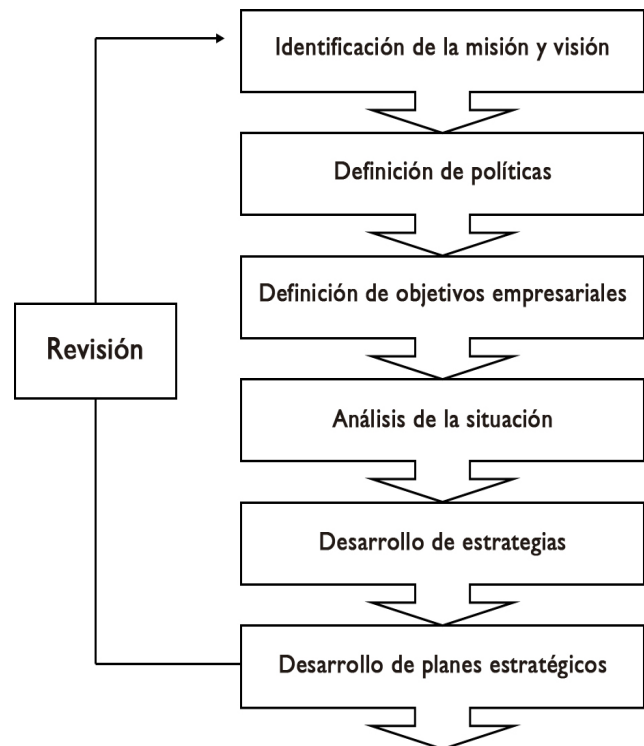 Identificación de la misión y visión
Definición de políticas
Definición de objetivos empresariales
Revisión
Análisis de la situación
Desarrollo de estrategias
Desarrollo de planes estratégicos